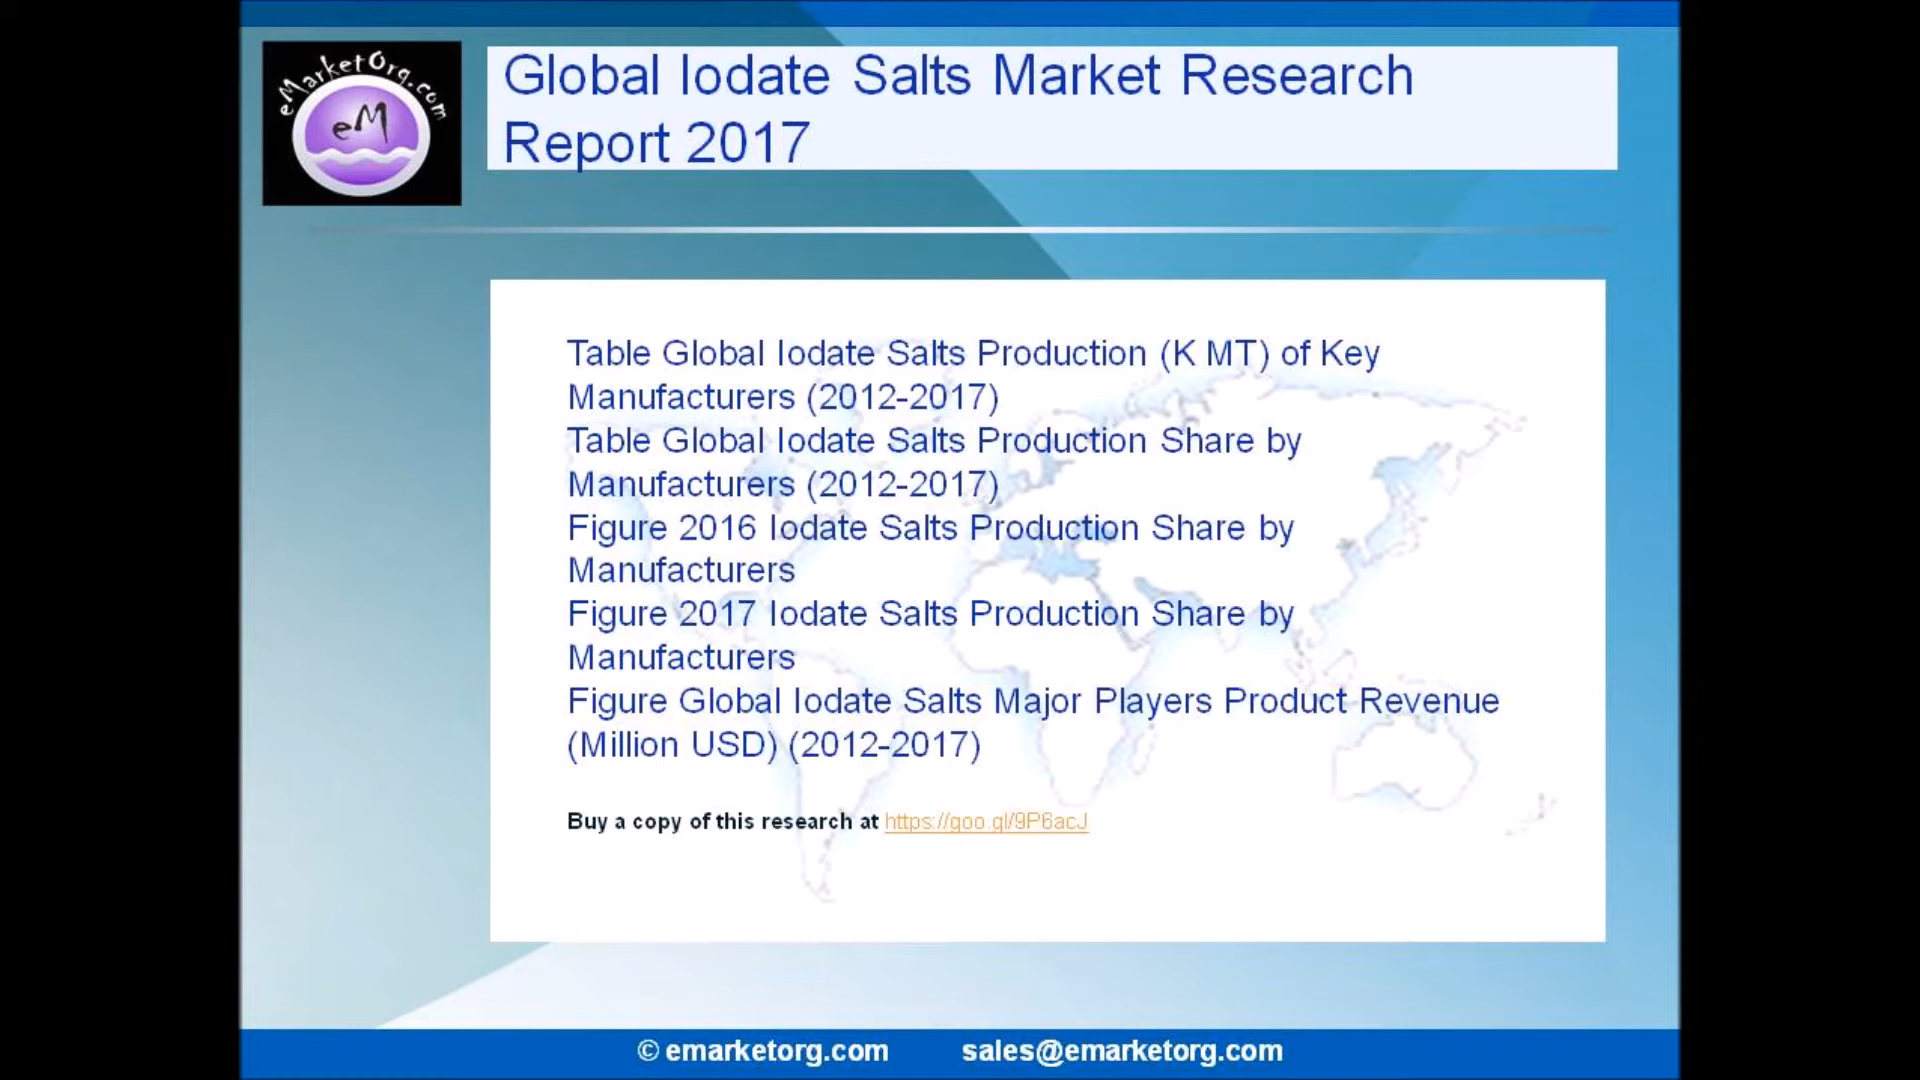 eMarketOrg.com
eM
Global Iodate Salts Market Research
Report 2017
Table Global Iodate Salts Production (K MT) of Key
Manufacturers (2012-2017)
Table Global Iodate Salts Production Share by
Manufacturers (2012-2017)
Figure 2016 Iodate Salts Production Share by
Manufacturers
Figure 2017 Iodate Salts Production Share by
Manufacturers
Figure Global Iodate Salts Major Players Product Revenue
(Million USD) (2012-2017)
Buy a copy of this research at https://goo.gl/9P6acJ
© emarketorg.com sales@emarketorg.com